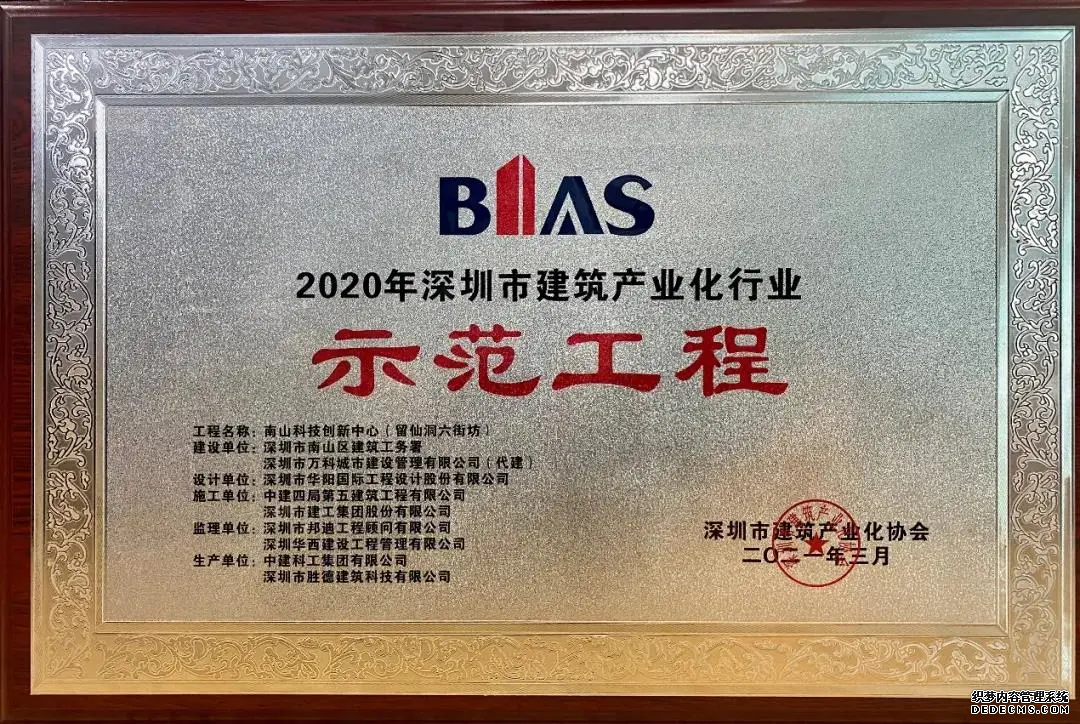 BIAS
2020年深圳市建筑产业化行业
示范工程
工程名称：南山科技创新中心（留仙洞六街坊）
建设单位：深圳市南山区建筑工务署
深圳市万科城市建设管理有限公司（代建）
设计单位：深圳市华阳国际工程设计股份有限公司
施工单位：中建四局第五建筑工程有限公司
深圳市建工集团股份有限公司
监理单位：深圳市邦迪工程顾问有限公司
深圳华西建设工程管理有限公司
生产单位：中建科工集团有限公司
深圳市胜德建筑科技有限公司
深圳市建筑产业化协会
二〇二一年三月
织梦内容管理系统
DEDECMS.COM